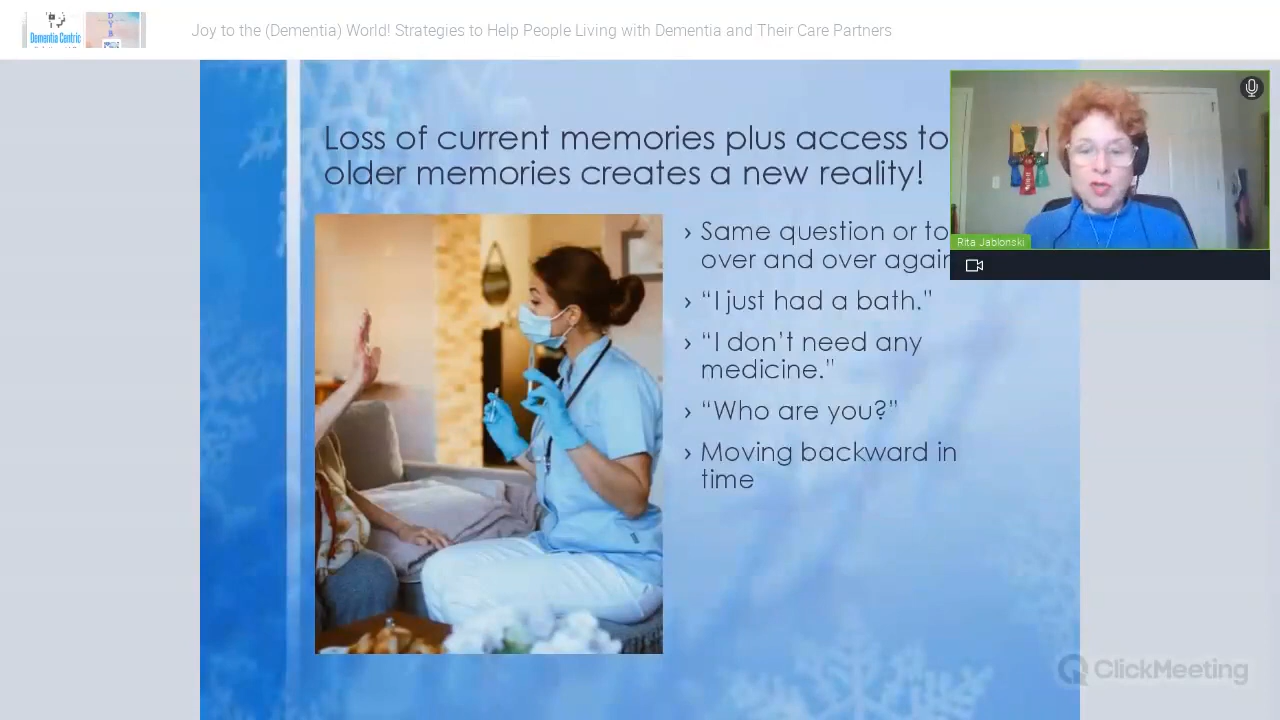 Dementia Centric
Joy to the (Dementia) World! Strategies to Help People Living with Dementia and Their Care Partners
Loss of current memories plus access to
older memories creates a new reality!
› Same question or to
over and over again
› “I just had a bath.”
› “I don’t need any
medicine.”
› “Who are you?”
› Moving backward in
time
Rita Jablonski
ClickMeeting